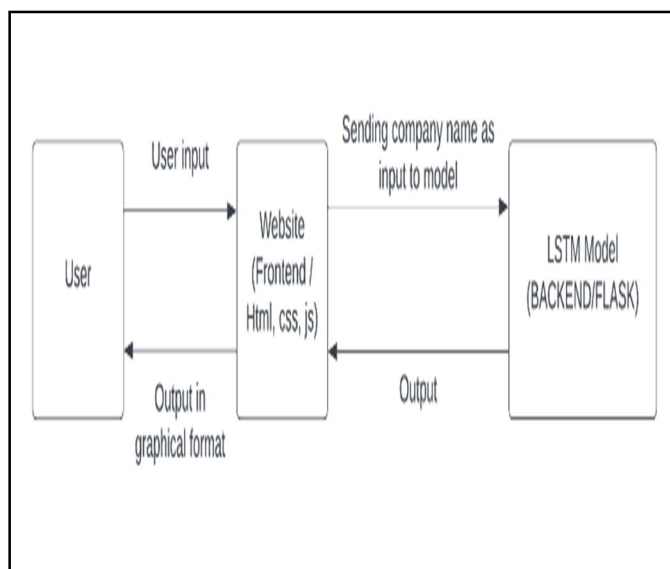 User
User input
Output in
graphical format
Website
(Frontend /
Html, css, js)
Sending company name as
input to model
Output
LSTM Model
(BACKEND/FLASK)